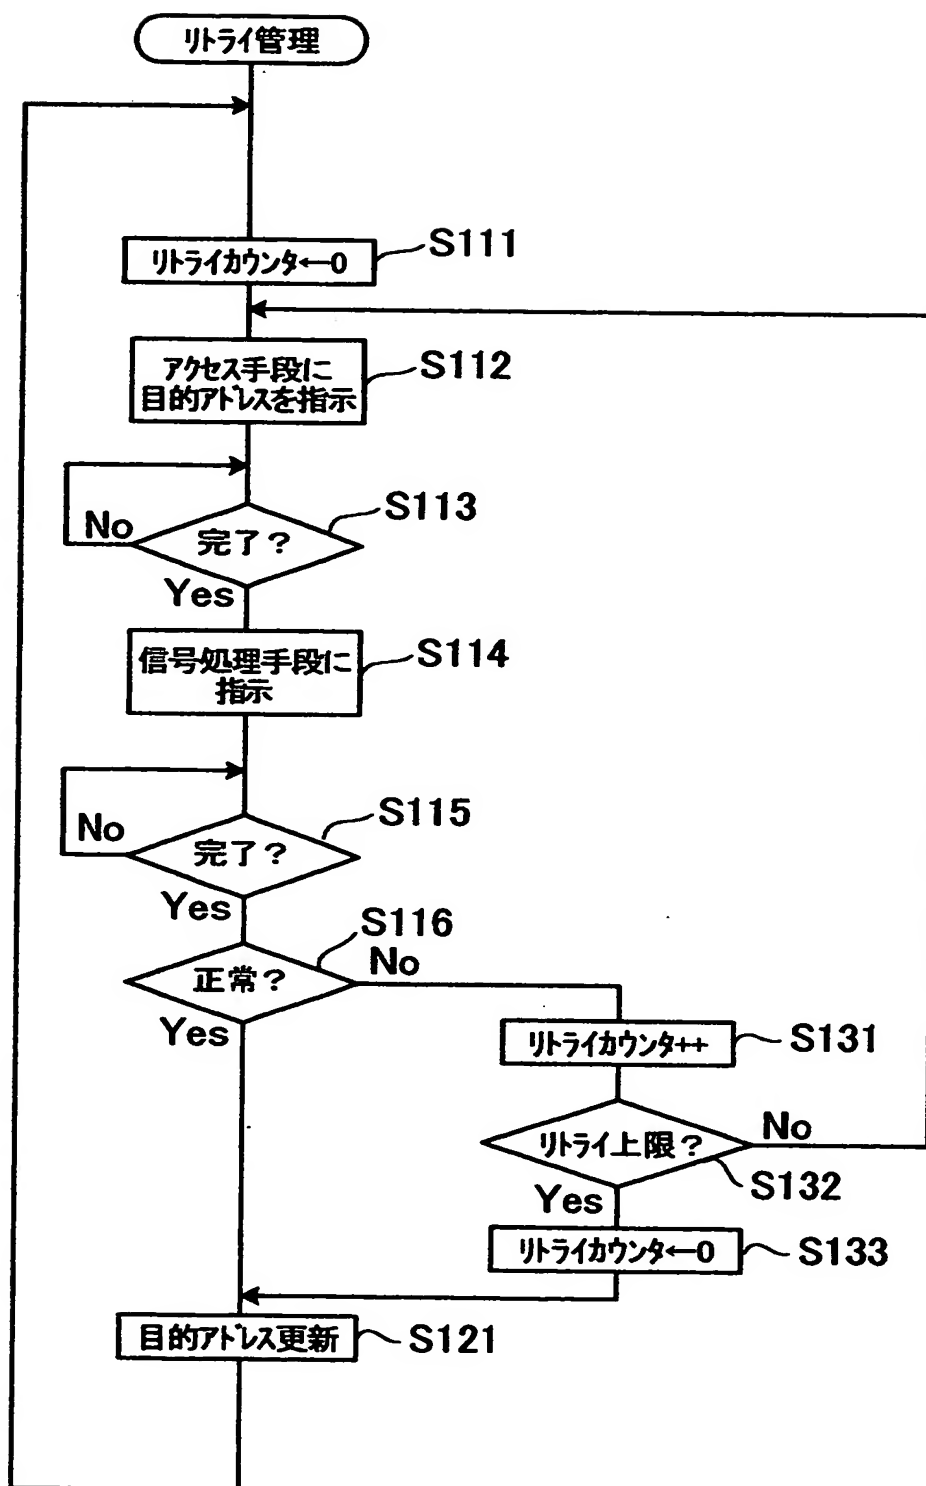 リトライ管理
リトライカウンタ←0
S111
アクセス手段に
目的アドレスを指示
S112
S113
No
完了?
Yes
信号処理手段に
指示
S114
S115
No
完了?
Yes
S116
正常?
No
Yes
リトライカウンタ++
S131
リトライ上限?
No
S132
Yes
リトライカウンタ←0
S133
目的アドレス更新
S121